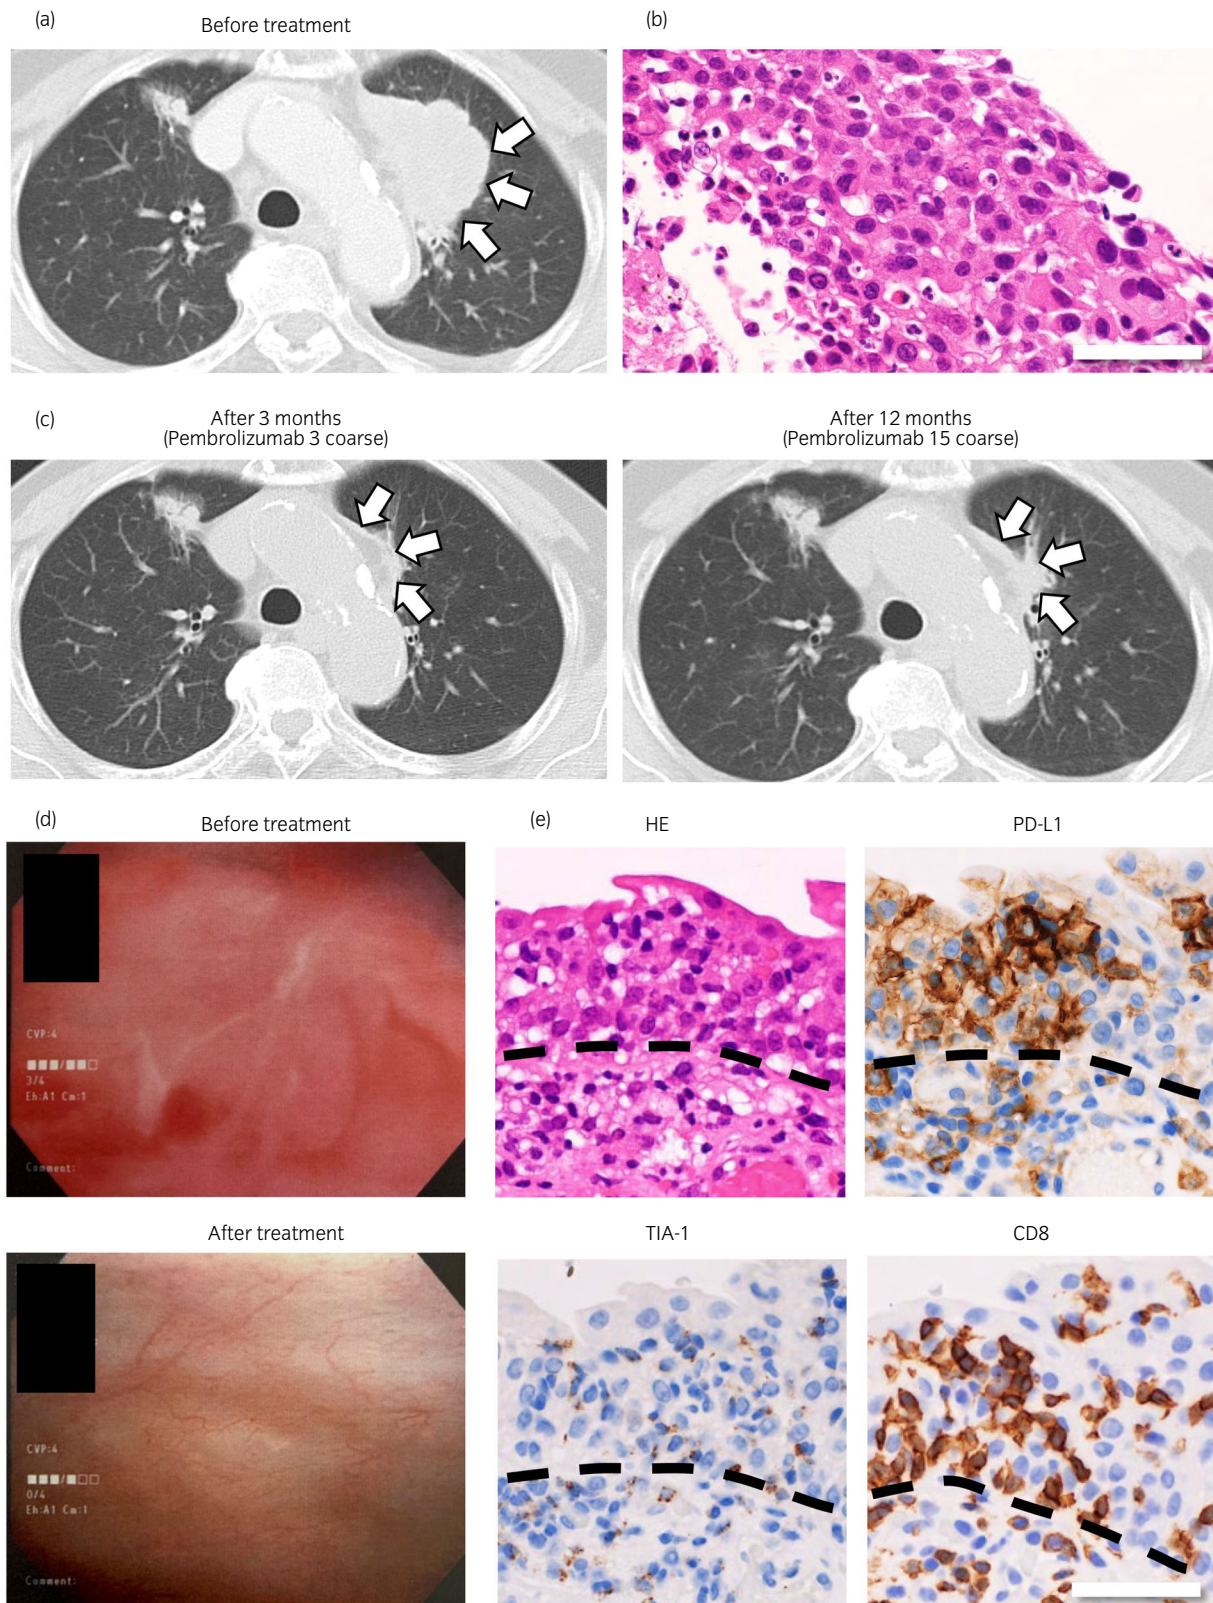 (a)
Before treatment
(b)
(c)
After 3 months
(Pembrolizumab 3 coarse)
After 12 months
(Pembrolizumab 15 coarse)
(d)
Before treatment
CVP:4
3/4
Eh:A1 Cm:1
Comment:
After treatment
CVP:4
0/4
Eh:A1 Cm:1
Comment:
(e)
HE
PD-L1
TIA-1
CD8